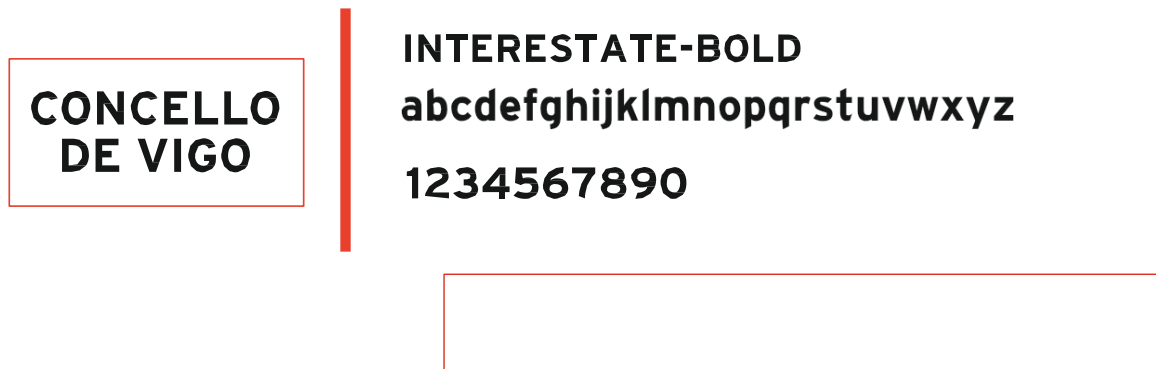 CONCELLO
DE VIGO
INTERESTATE-BOLD
abcdefghijklmnopqrstuvwxyz
1234567890